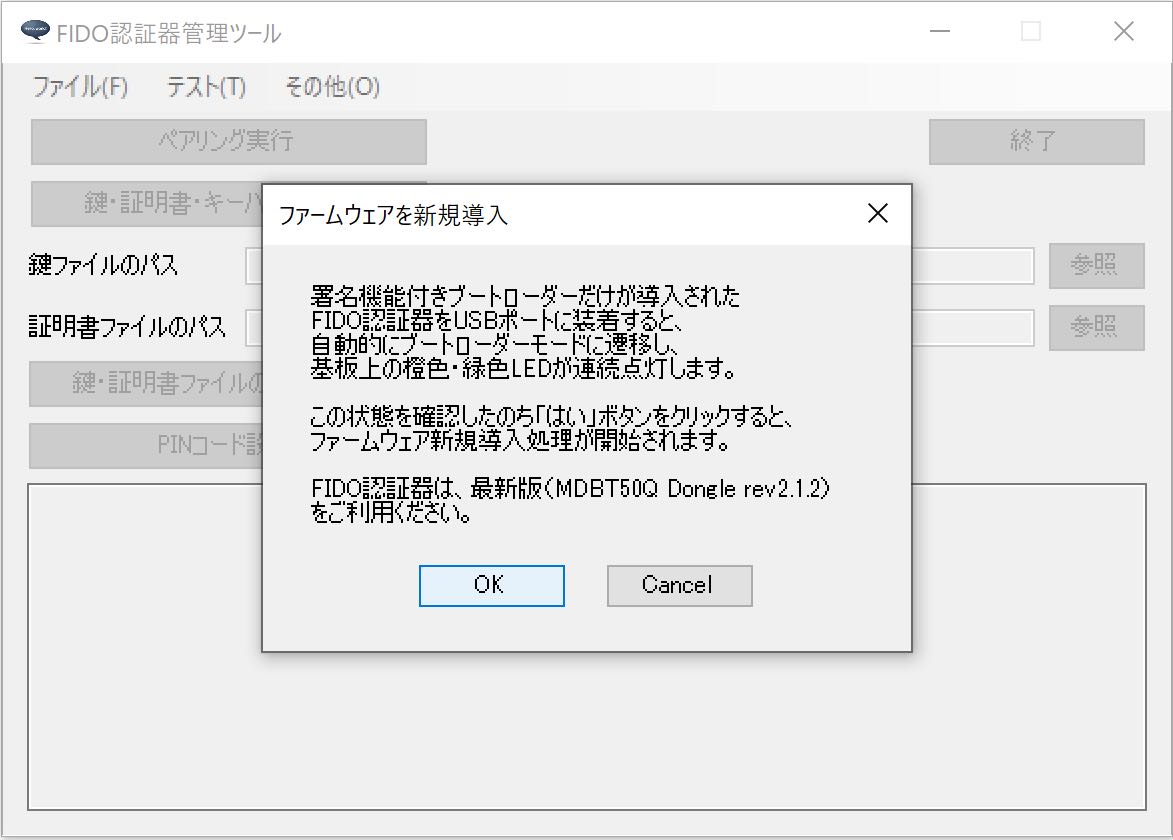 FIDO認証器管理ツール
ファイル(F) テスト(T) その他(O)
ペアリング実行 終了
鍵・証明書・キー
ファームウェアを新規導入
鍵ファイルのパス 参照
証明書ファイルのパス 参照
鍵・証明書ファイルの
PINコード
署名機能付きブートローダーだけが導入された
FIDO認証器をUSBポートに装着すると、
自動的にブートローダーモードに遷移し、
基板上の橙色・緑色LEDが連続点灯します。
この状態を確認したのち「はい」ボタンをクリックすると、
ファームウェア新規導入処理が開始されます。
FIDO認証器は、最新版(MDBT50Q Dongle rev2.1.2)
をご利用ください。
OK Cancel